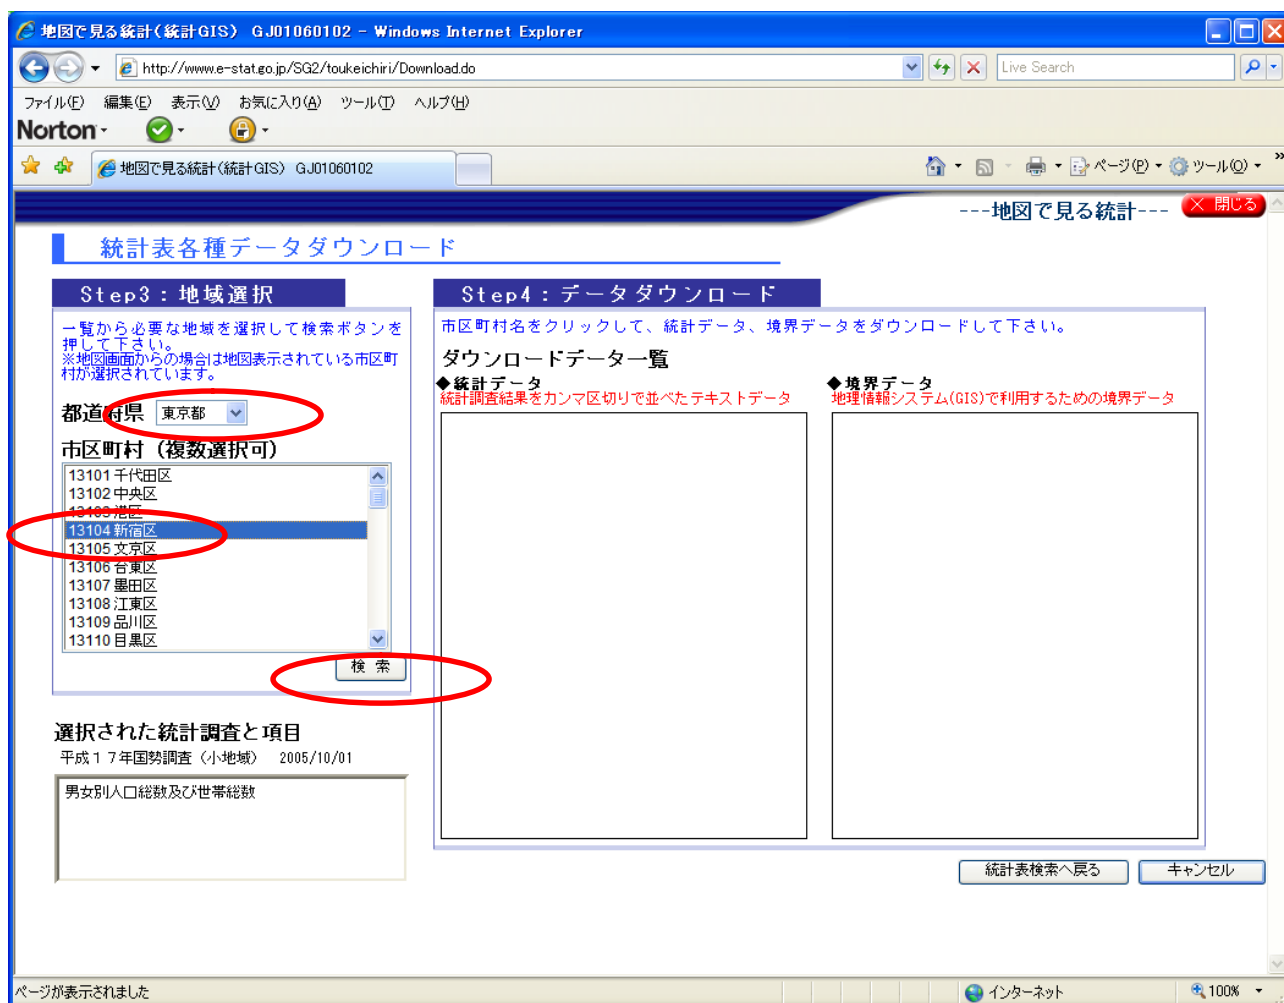 地図で見る統計(統計GIS) GJ01060102 - Windows Internet Explorer
http://www.e-stat.go.jp/SG2/toukeichiri/Download.do
Live Search
ファイル(F) 編集(E) 表示(V) お気に入り(A) ツール(T) ヘルプ(H)
Norton
地図で見る統計(統計GIS) GJ01060102
ページ(P) ツール(O)
---地図で見る統計---
× 閉じる
統計表各種データダウンロード
Step3:地域選択
一覧から必要な地域を選択して検索ボタンを
押して下さい。
※地図画面からの場合は地図表示されている市区町
村が選択されています。
都道府県 東京都
市区町村(複数選択可)
13101 千代田区
13102 中央区
13103 港区
13104 新宿区
13105 文京区
13106 台東区
13107 墨田区
13108 江東区
13109 品川区
13110 目黒区
検 索
選択された統計調査と項目
平成17年国勢調査(小地域) 2005/10/01
男女別人口総数及び世帯総数
Step4:データダウンロード
市区町村名をクリックして、統計データ、境界データをダウンロードして下さい。
ダウンロードデータ一覧
◆統計データ
統計調査結果をカンマ区切りで並べたテキストデータ
◆境界データ
地理情報システム(GIS)で利用するための境界データ
統計表検索へ戻る
キャンセル
ページが表示されました
インターネット
100%